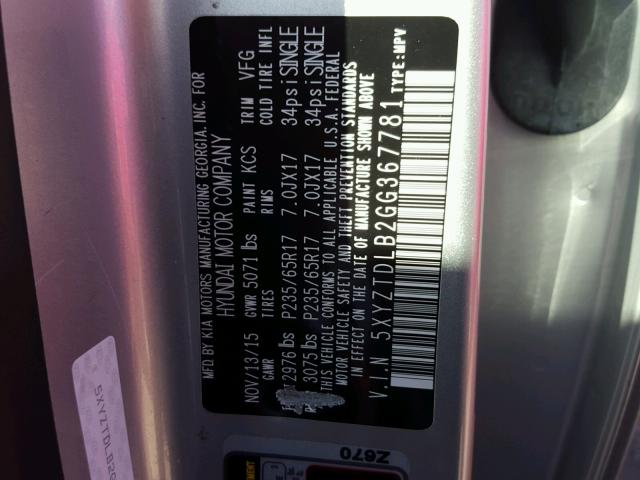 MFD BY KIA MOTORS MANUFACTURING GEORGIA, INC. FOR
HYUNDAI MOTOR COMPANY
NOV/13/15 GVWR 5071 lbs PAINT KCS TRIM VFG
GAWR TIRES RIMS COLD TIRE INFL
2976 lbs P235/65R17 7.0JX17 34psi SINGLE
3075 lbs P235/65R17 7.0JX17 34psi SINGLE
THIS VEHICLE CONFORMS TO ALL APPLICABLE U.S.A. FEDERAL
MOTOR VEHICLE SAFETY AND THEFT PREVENTION STANDARDS
IN EFFECT ON THE DATE OF MANUFACTURE SHOWN ABOVE
V.I.N 5XYZTDLB2GG367781 TYPE:MPV
5XYZTDLB2G
Z670